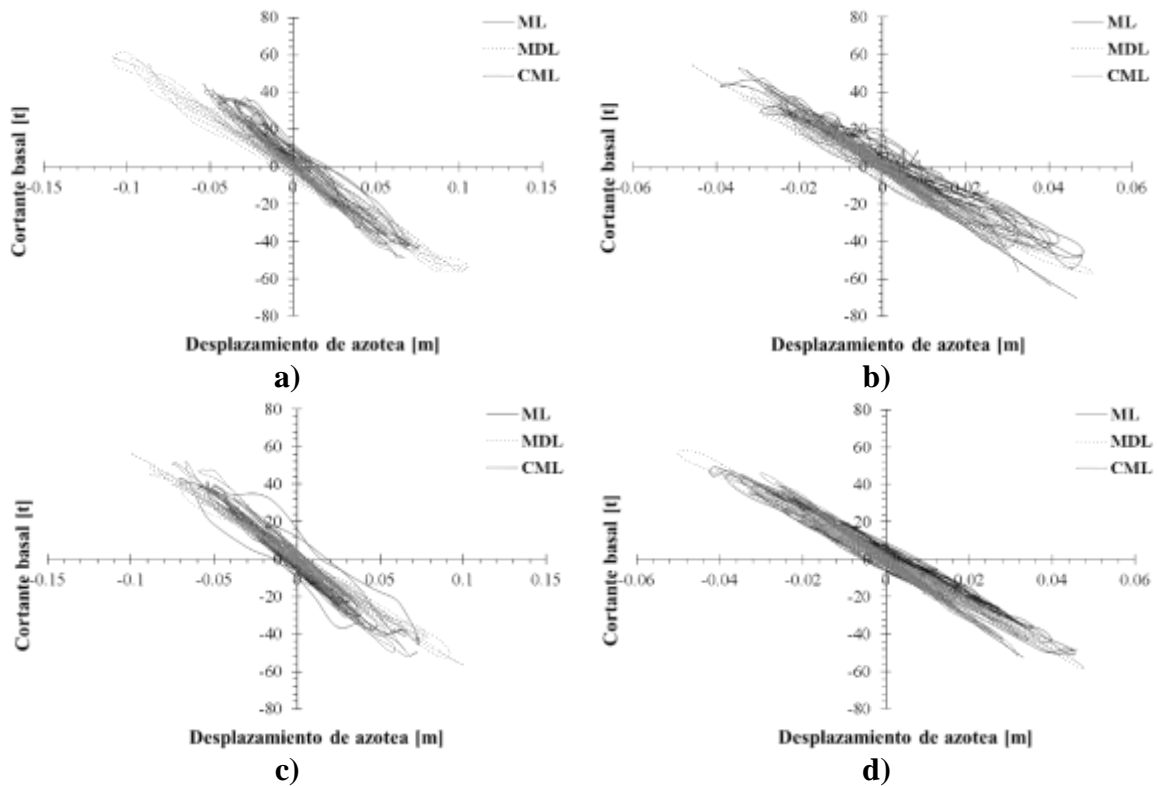 80
60
40
20
0
-20
-40
-60
-80
-0.15
-0.1
-0.05
0
0.05
0.1
0.15
Cortante basal [t]
Desplazamiento de azotea [m]
ML
MDL
CML
a)
80
60
40
20
0
-20
-40
-60
-80
-0.06
-0.04
-0.02
0
0.02
0.04
0.06
Cortante basal [t]
Desplazamiento de azotea [m]
ML
MDL
CML
b)
80
60
40
20
0
-20
-40
-60
-80
-0.15
-0.1
-0.05
0
0.05
0.1
0.15
Cortante basal [t]
Desplazamiento de azotea [m]
ML
MDL
CML
c)
80
60
40
20
0
-20
-40
-60
-80
-0.06
-0.04
-0.02
0
0.02
0.04
0.06
Cortante basal [t]
Desplazamiento de azotea [m]
ML
MDL
CML
d)